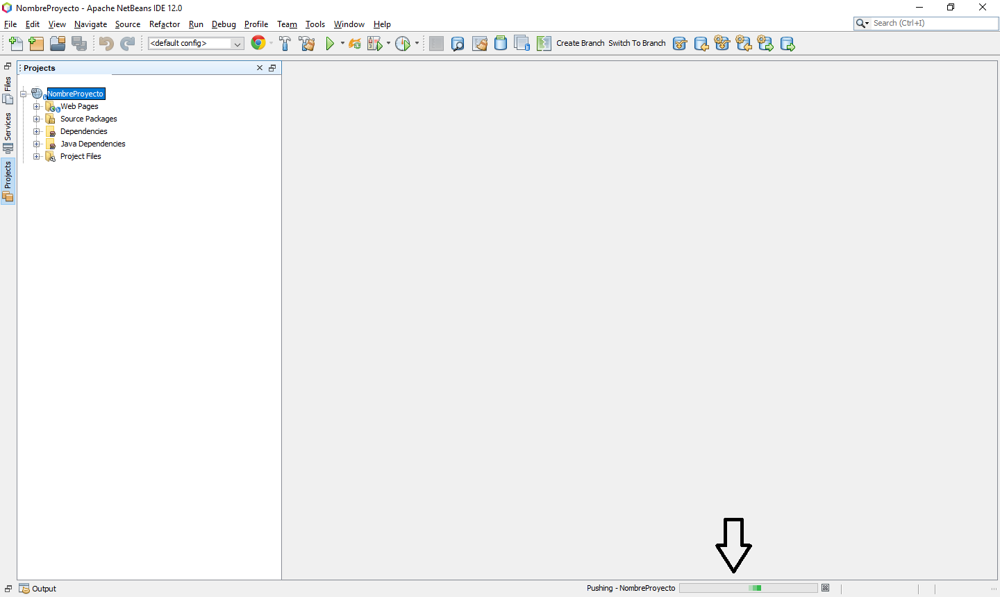 NombreProyecto - Apache NetBeans IDE 12.0
File Edit View Navigate Source Refactor Run Debug Profile Team Tools Window Help
Search (Ctrl+I)
<default config>
Create Branch Switch To Branch
Files
Services
Projects
Projects
NombreProyecto
Web Pages
Source Packages
Dependencies
Java Dependencies
Project Files
Output
Pushing - NombreProyecto